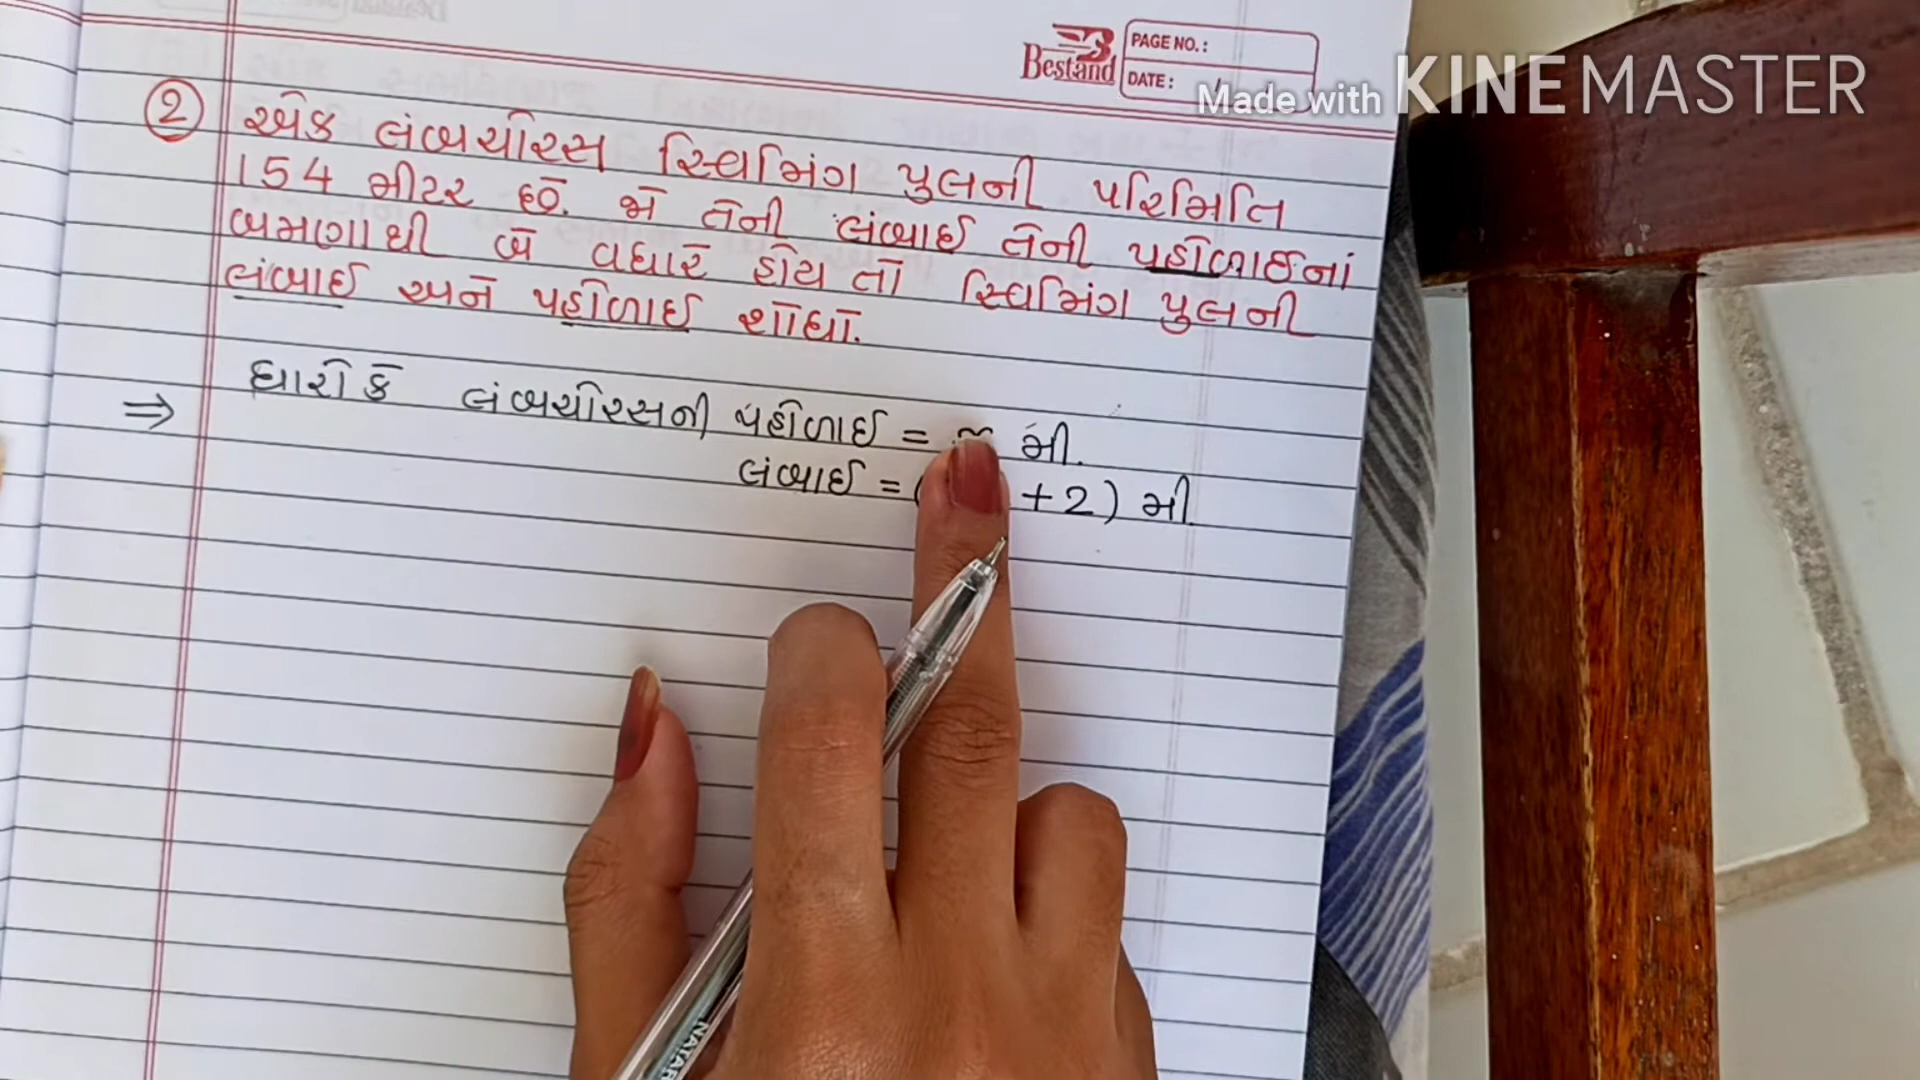 Bestand
PAGE NO.:
DATE:
Made with KINEMASTER
② એક લંબચોરસ સ્વિમિંગ પુલની પરિમિતિ
154 મીટર છે. જો તેની લંબાઈ તેની પહોળાઈનાં
બમણાથી બે વધારે હોય તો સ્વિમિંગ પુલની
લંબાઈ અને પહોળાઈ શોધો.
⇒ ધારો કે લંબચોરસની પહોળાઈ = મી.
લંબાઈ = ( +2) મી
NATARA